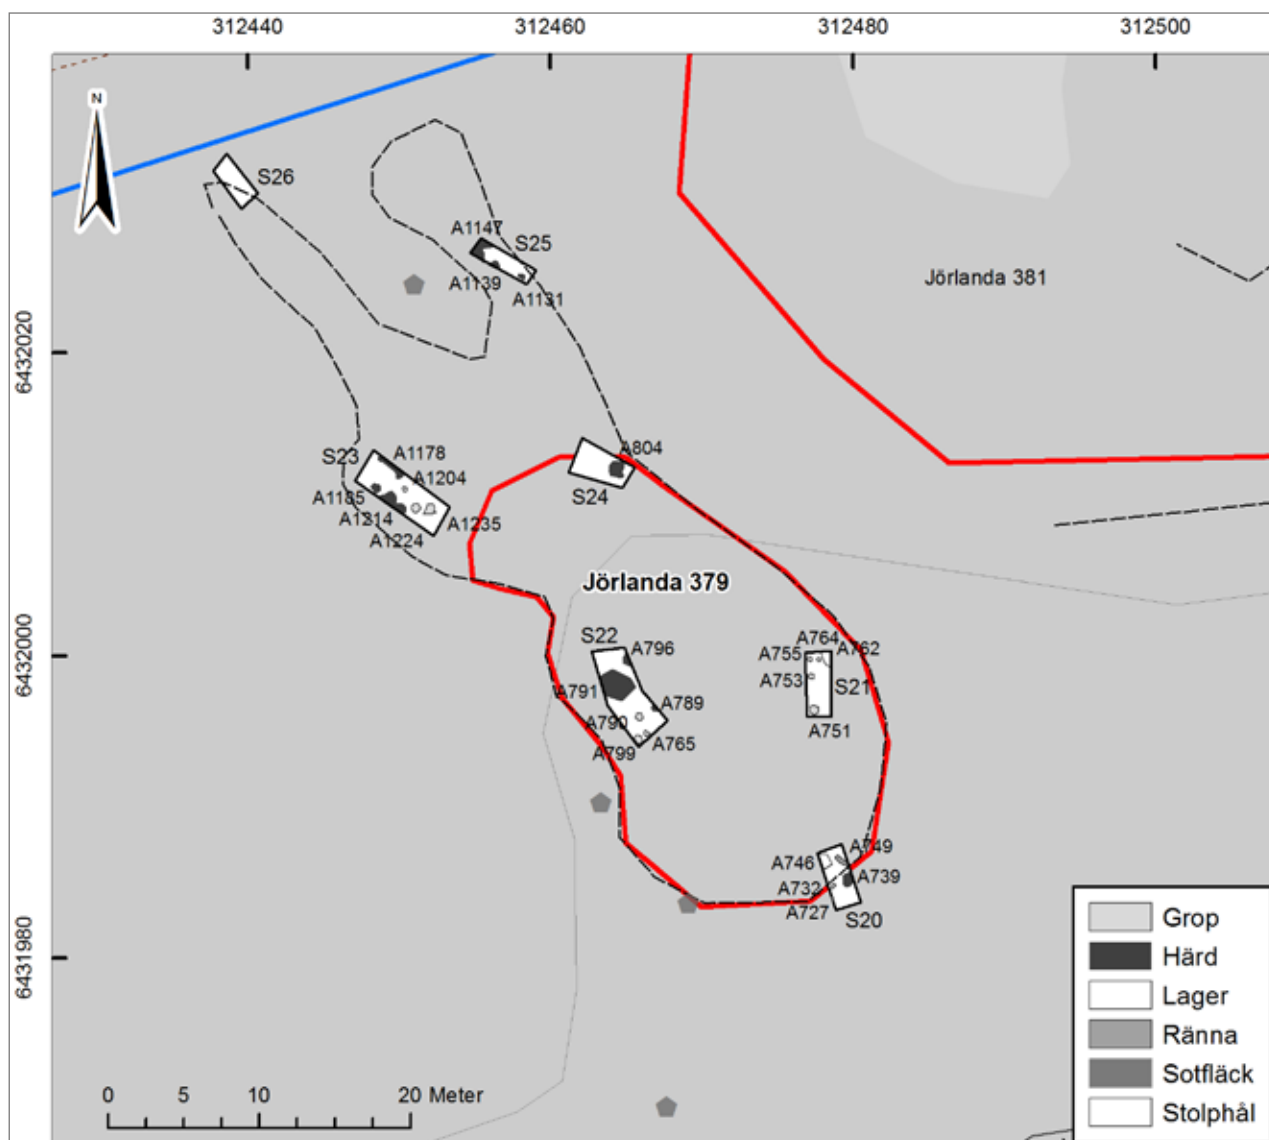 312440
312460
312480
312500
N
S26
A1147
S25
A1139
A1131
Jörlanda 381
6432020
S23
A1178
A1204
A1185
A1214
A1224
A1235
A804
S24
Jörlanda 379
6432000
S22
A796
A791
A789
A790
A799
A765
A764
A755
A762
A753
S21
A751
A746
A749
A732
A739
A727
S20
6431980
0 5 10 20 Meter
Grop
Härd
Lager
Ränna
Sotfläck
Stolphål